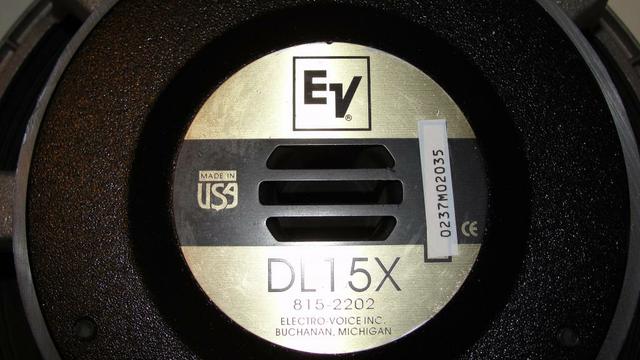 EV®
MADE IN
USA
0237M02035
CE
DL15X
815-2202
ELECTRO-VOICE INC.
BUCHANAN, MICHIGAN